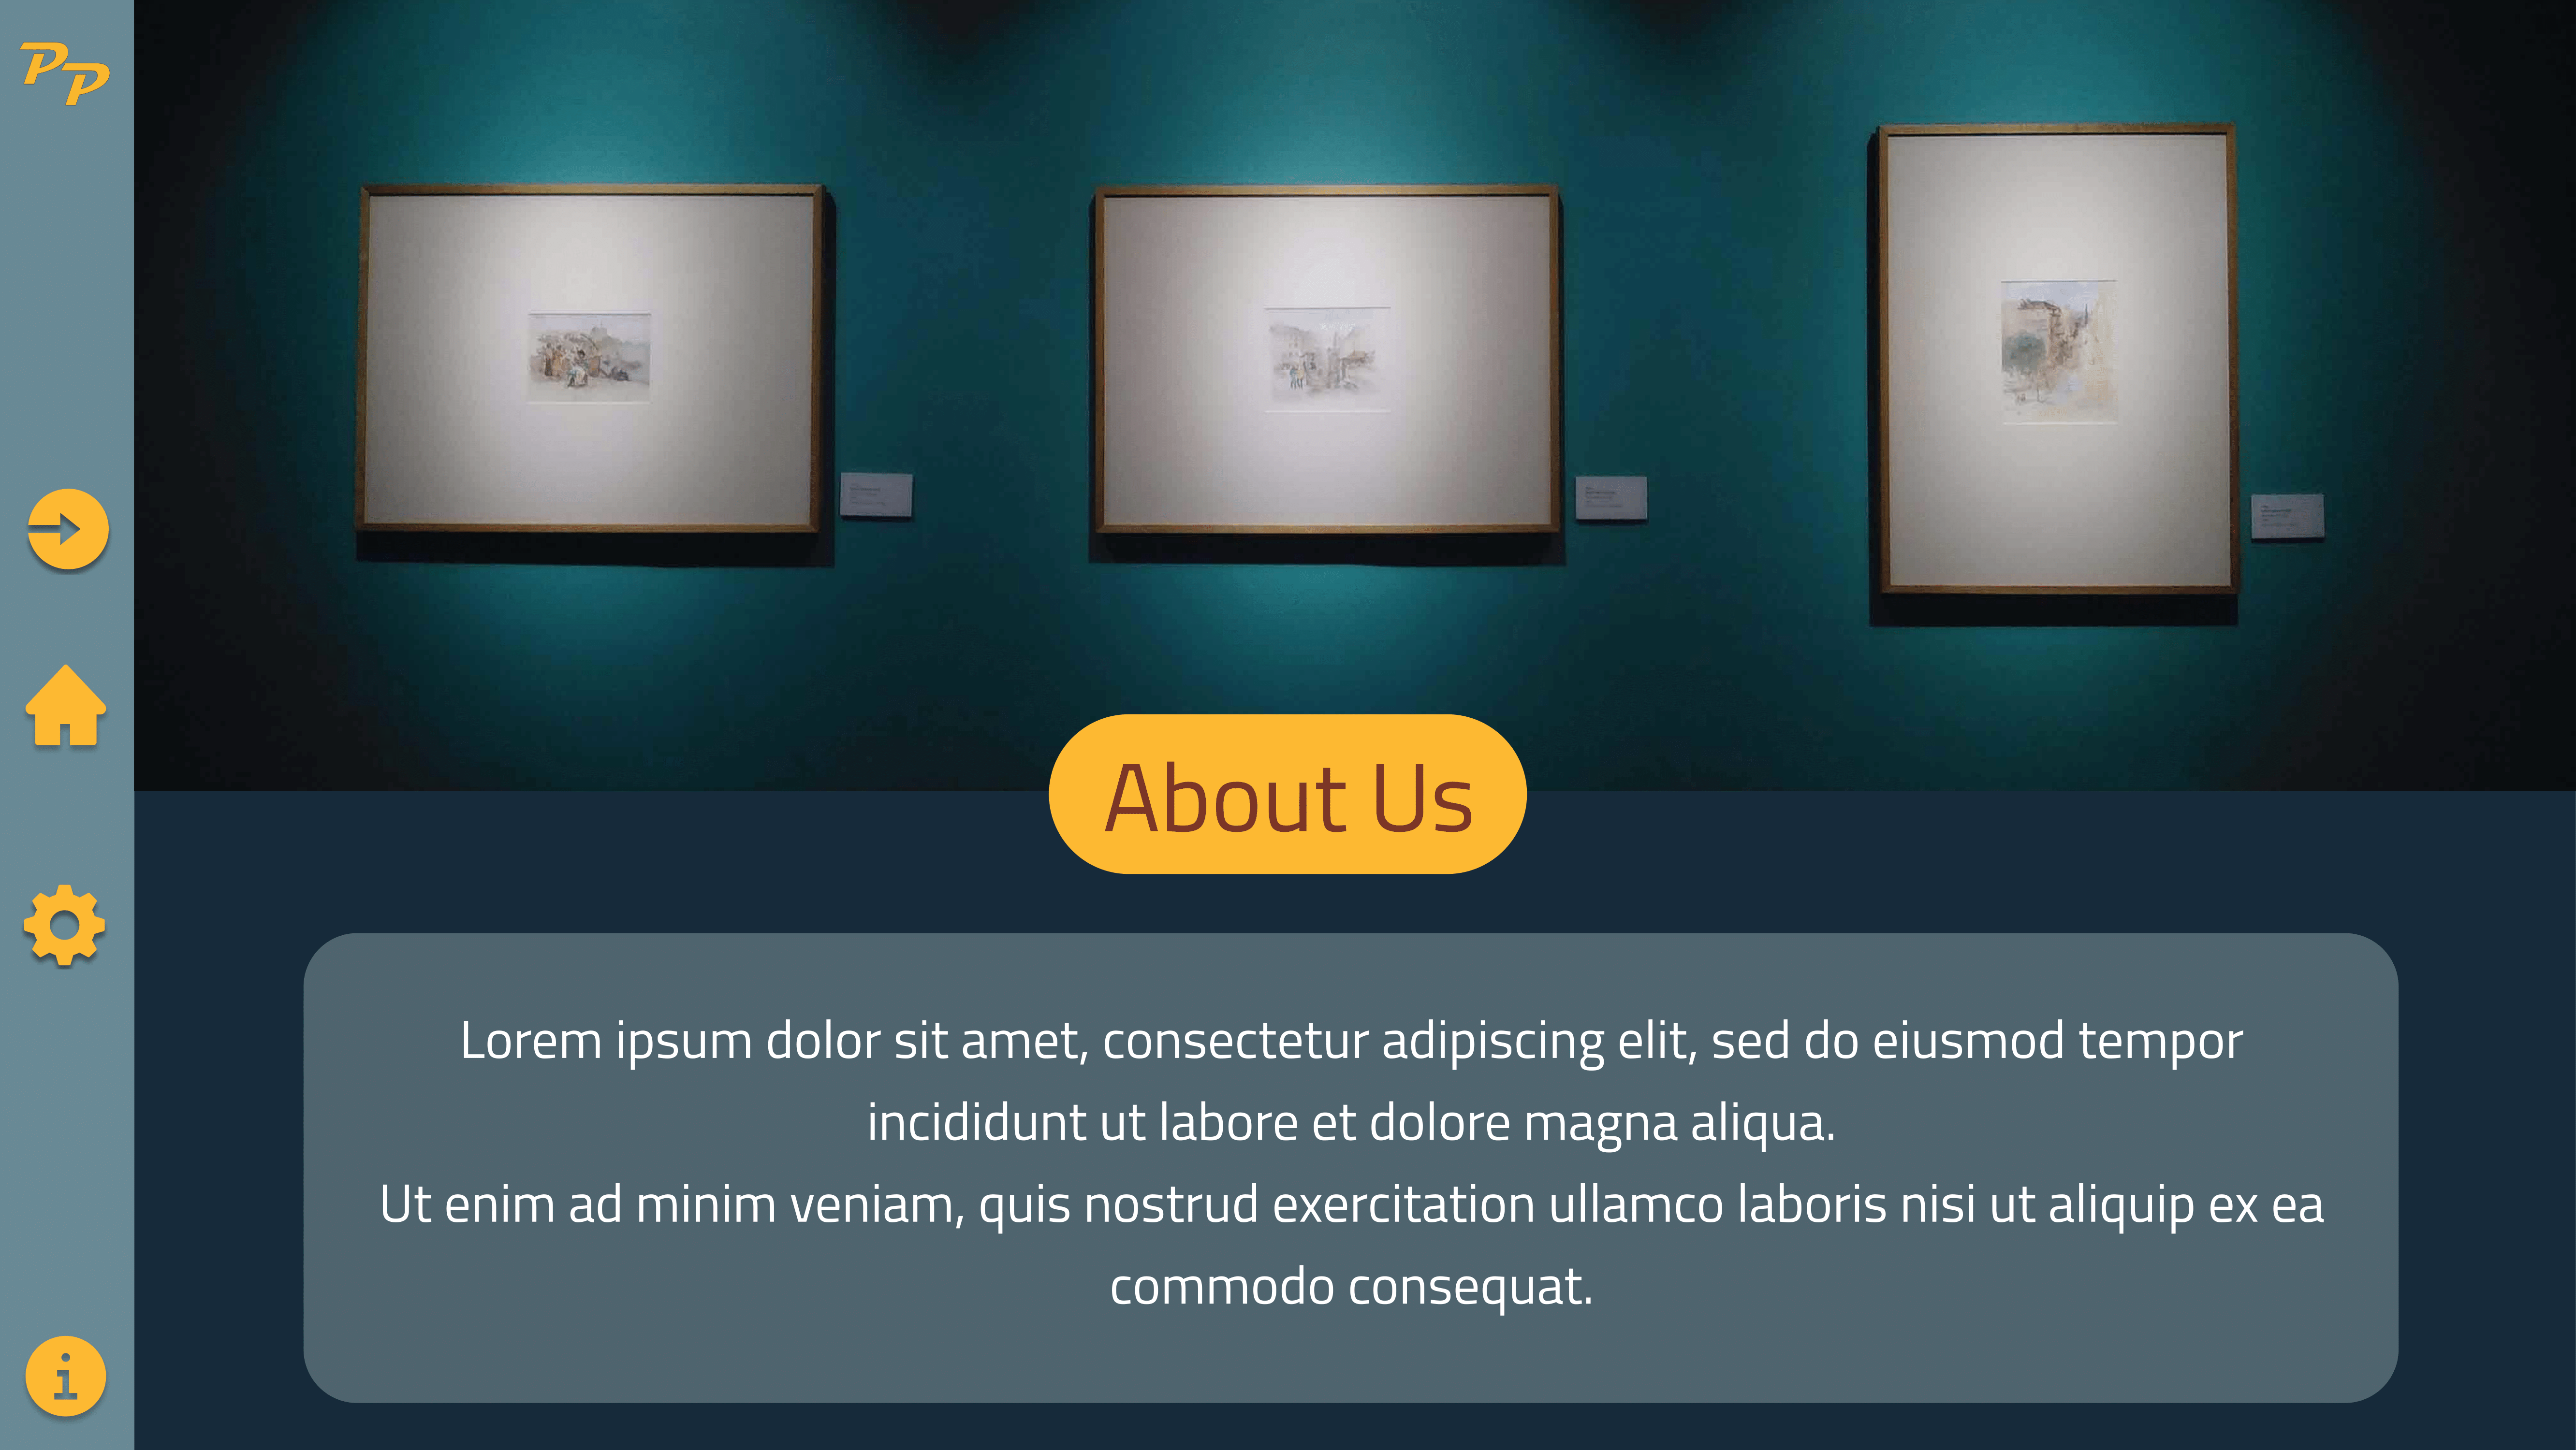 PP
About Us
Lorem ipsum dolor sit amet, consectetur adipiscing elit, sed do eiusmod tempor
incididunt ut labore et dolore magna aliqua.
Ut enim ad minim veniam, quis nostrud exercitation ullamco laboris nisi ut aliquip ex ea
commodo consequat.
i